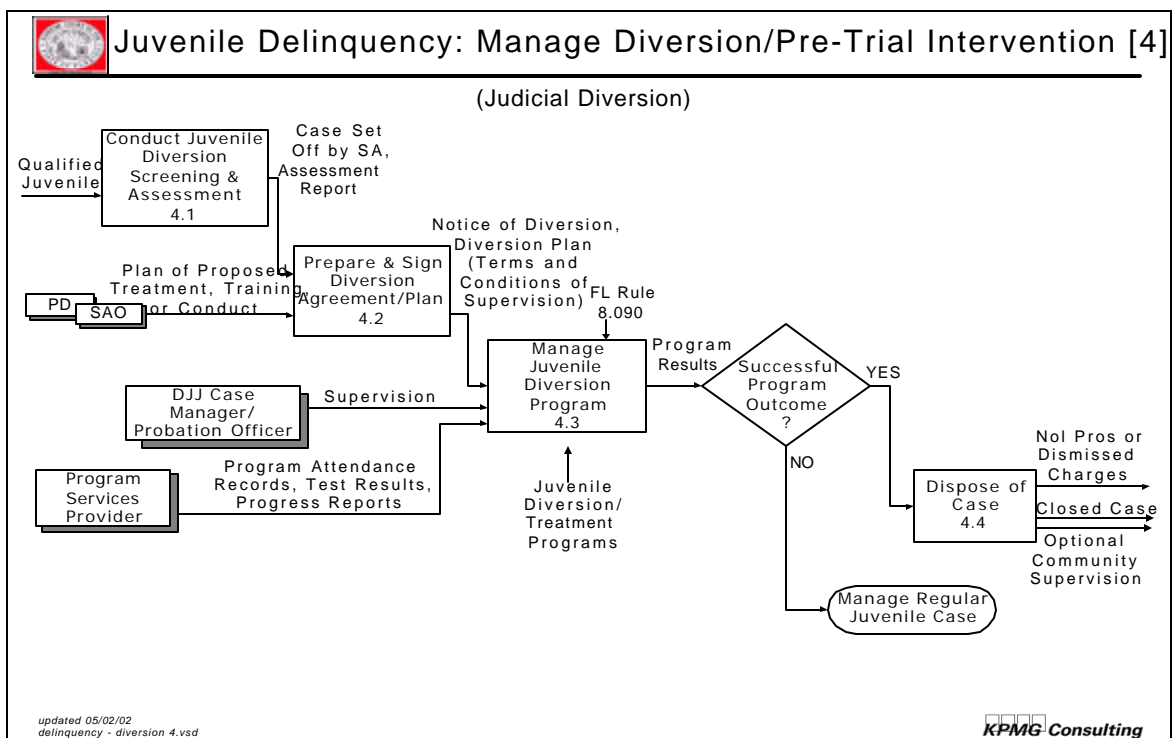 Juvenile Delinquency: Manage Diversion/Pre-Trial Intervention [4]
(Judicial Diversion)
Qualified
Juvenile
Conduct Juvenile
Diversion
Screening &
Assessment
4.1
Case Set
Off by SA,
Assessment
Report
Plan of Proposed
Treatment, Training,
or Conduct
PD
SAO
Prepare & Sign
Diversion
Agreement/Plan
4.2
Notice of Diversion,
Diversion Plan
(Terms and
Conditions of
Supervision)
FL Rule
8.090
DJJ Case
Manager/
Probation Officer
Supervision
Program
Services
Provider
Program Attendance
Records, Test Results,
Progress Reports
Manage
Juvenile
Diversion
Program
4.3
Juvenile
Diversion/
Treatment
Programs
Program
Results
Successful
Program
Outcome
?
YES
NO
Dispose of
Case
4.4
Nol Pros or
Dismissed
Charges
Closed Case
Optional
Community
Supervision
Manage Regular
Juvenile Case
updated 05/02/02
delinquency - diversion 4.vsd
KPMG Consulting